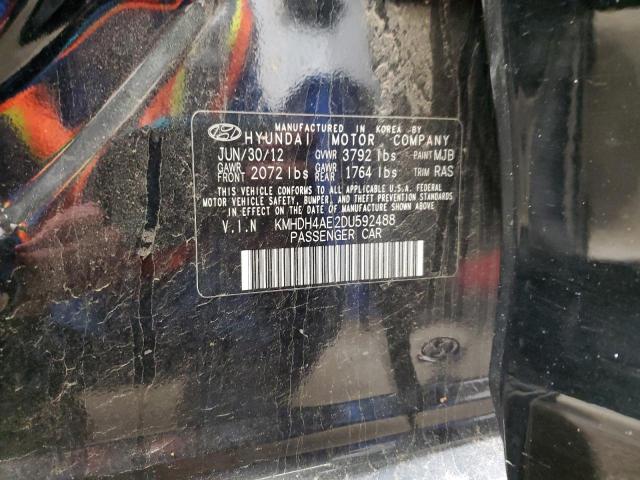 MANUFACTURED IN KOREA BY
HYUNDAI MOTOR COMPANY
JUN/30/12 GVWR 3792 lbs PAINT MJB
GAWR FRONT 2072 lbs GAWR REAR 1764 lbs TRIM RAS
THIS VEHICLE CONFORMS TO ALL APPLICABLE U.S.A. FEDERAL
MOTOR VEHICLE SAFETY, BUMPER, AND THEFT PREVENTION STANDARDS
IN EFFECT ON THE DATE OF MANUFACTURE SHOWN ABOVE.
V.I.N KMHDH4AE2DU592488
PASSENGER CAR